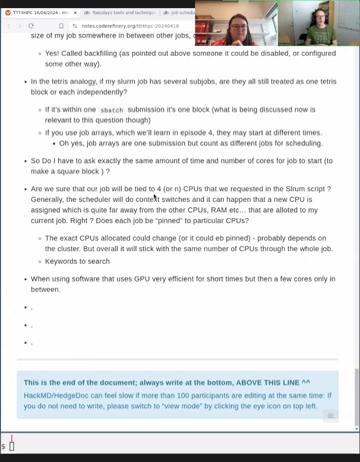 TTT4HPC 16/04/2024 - H
Tuesday's tools and techniqu
job-sched
notes.coderefinery.org/ttt4hpc-20240416
size of my job somewhere in between other jobs, c
Yes! Called backfilling (as pointed out above someone it could be disabled, or configured
some other way).
In the tetris analogy, if my slurm job has several subjobs, are they all still treated as one tetris
block or each independently?
If it's within one sbatch submission it's one block (what is being discussed now is
relevant to this question though)
If you use job arrays, which we'll learn in episode 4, they may start at different times.
Oh yes, job arrays are one submission but count as different jobs for scheduling.
So Do I have to ask exactly the same amount of time and number of cores for job to start (to
make a square block ) ?
Are we sure that our job will be tied to 4 (or n) CPUs that we requested in the Slrum script ?
Generally, the scheduler will do context switches and it can happen that a new CPU is
assigned which is quite far away from the other CPUs, RAM etc... that are alloted to my
current job. Right ? Does each job be "pinned" to particular CPUs?
The exact CPUs allocated could change (or it could eb pinned) - probably depends on
the cluster. But overall it will stick with the same number of CPUs through the whole job.
Keywords to search
When using software that uses GPU very efficient for short times but then a few cores only in
between.
.
.
.
This is the end of the document; always write at the bottom, ABOVE THIS LINE ^^
HackMD/HedgeDoc can feel slow if more than 100 participants are editing at the same time: If
you do not need to write, please switch to "view mode" by clicking the eye icon on top left.
$